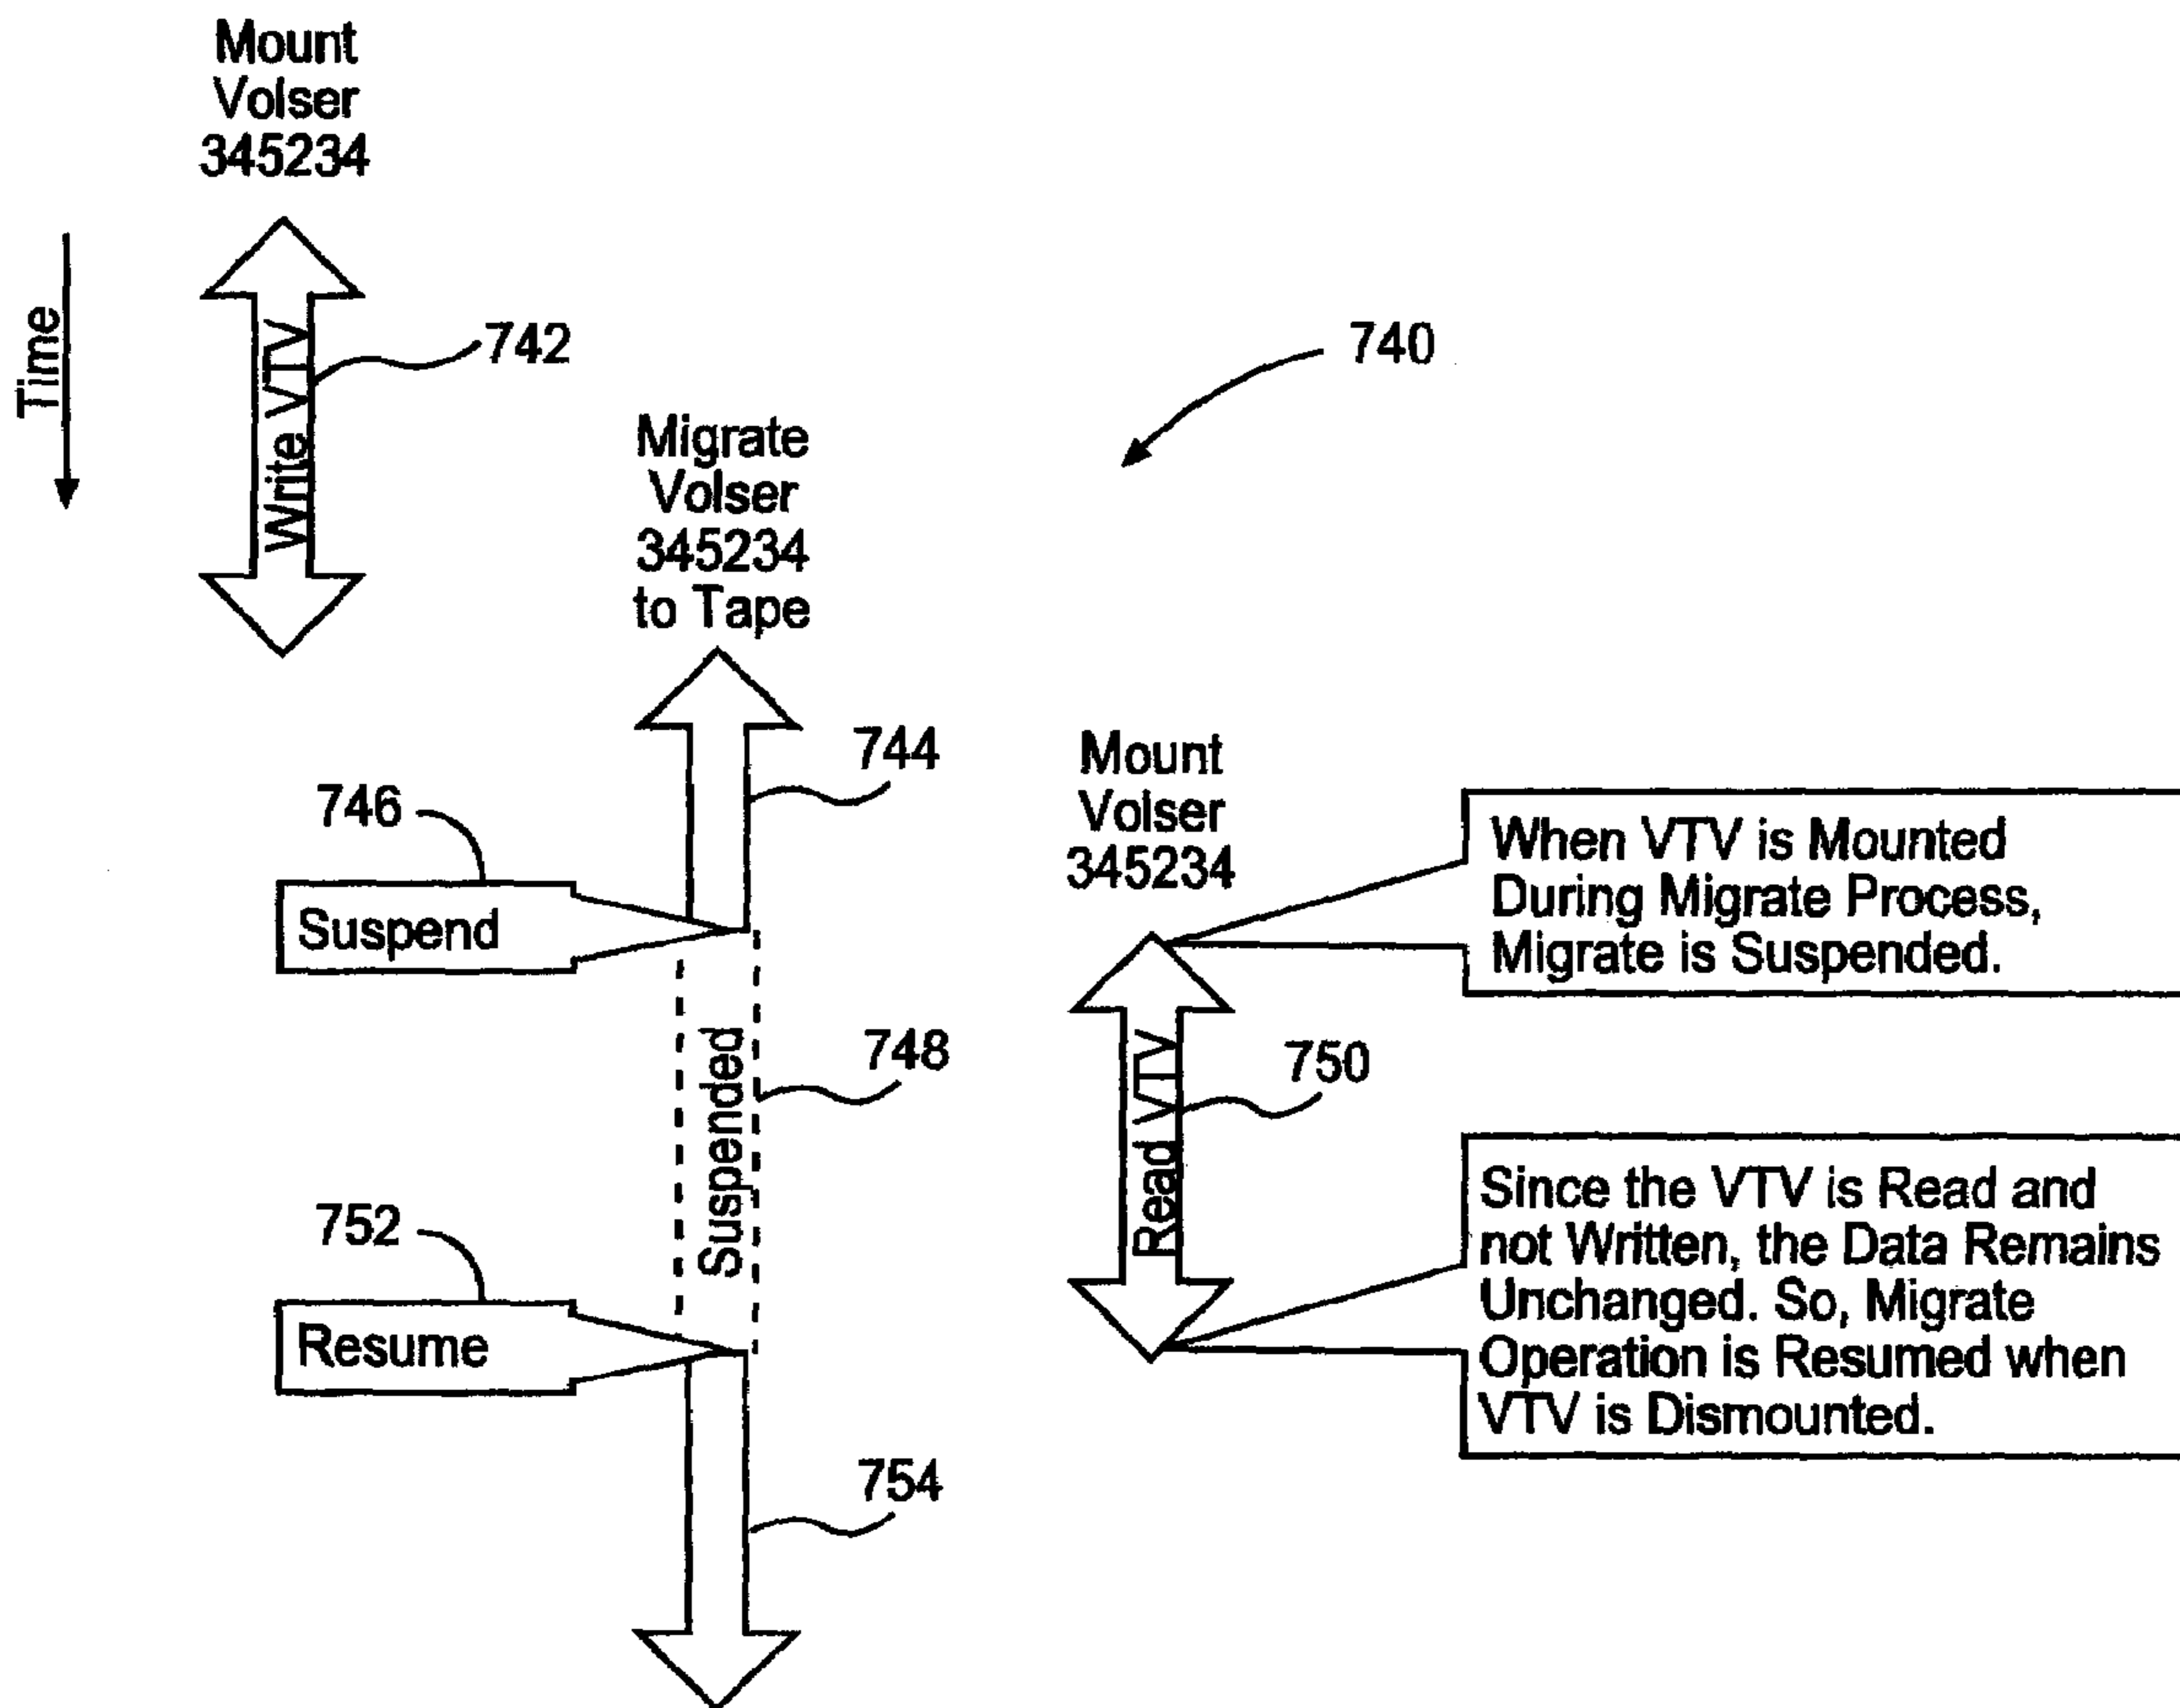 Mount
Volser
345234
Time
Write VTV
742
740
Migrate
Volser
345234
to Tape
744
746
Suspend
Mount
Volser
345234
When VTV is Mounted
During Migrate Process,
Migrate is Suspended.
Suspended
748
Read VTV
750
752
Resume
Since the VTV is Read and
not Written, the Data Remains
Unchanged. So, Migrate
Operation is Resumed when
VTV is Dismounted.
754